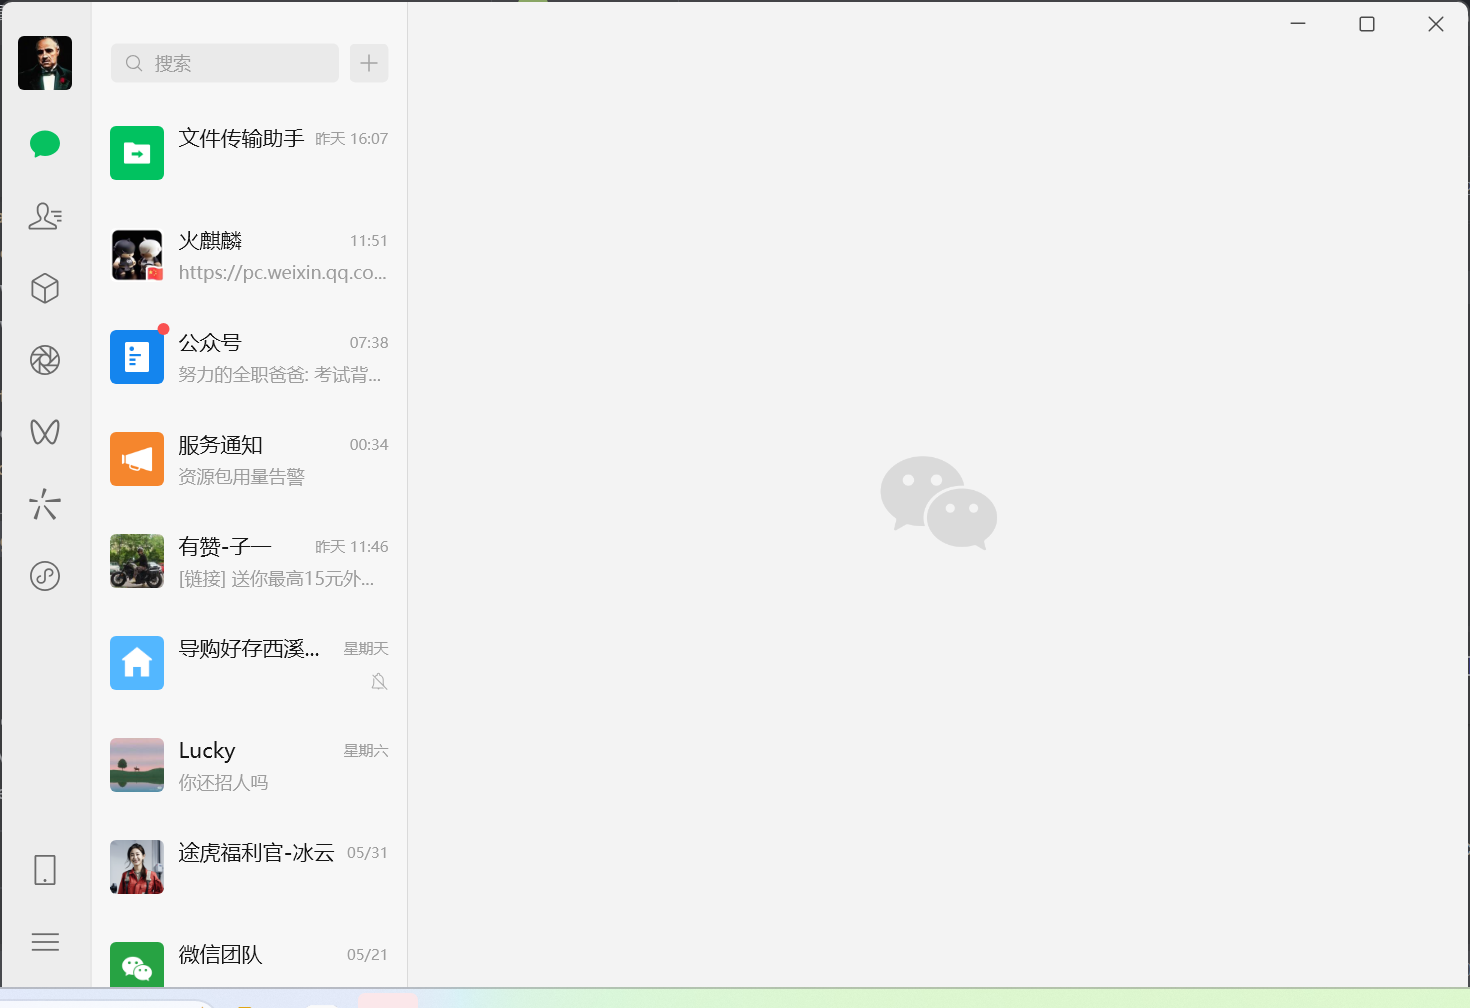 搜索
文件传输助手 昨天 16:07
火麒麟 11:51
https://pc.weixin.qq.co...
公众号 07:38
努力的全职爸爸: 考试背...
服务通知 00:34
资源包用量告警
有赞-子一 昨天 11:46
[链接] 送你最高15元外...
导购好存西溪... 星期天
Lucky 星期六
你还招人吗
途虎福利官-冰云 05/31
微信团队 05/21